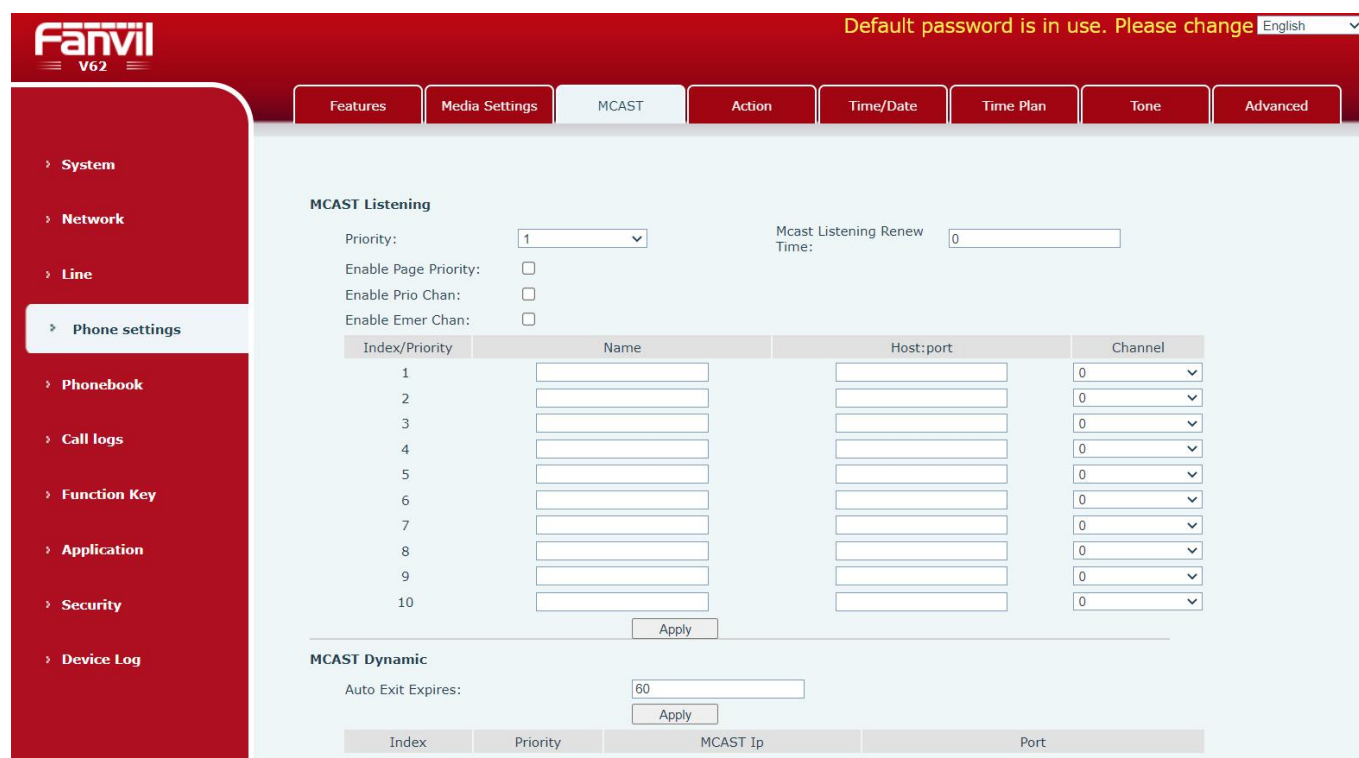 Default password is in use. Please change English
Fanvil
V62
Features Media Settings MCAST Action Time/Date Time Plan Tone Advanced
System
Network
Line
Phone settings
Phonebook
Call logs
Function Key
Application
Security
Device Log
MCAST Listening
Priority: 1 Mcast Listening Renew Time: 0
Enable Page Priority:
Enable Prio Chan:
Enable Emer Chan:
Index/Priority Name Host:port Channel
1 0
2 0
3 0
4 0
5 0
6 0
7 0
8 0
9 0
10 0
Apply
MCAST Dynamic
Auto Exit Expires: 60
Apply
Index Priority MCAST Ip Port